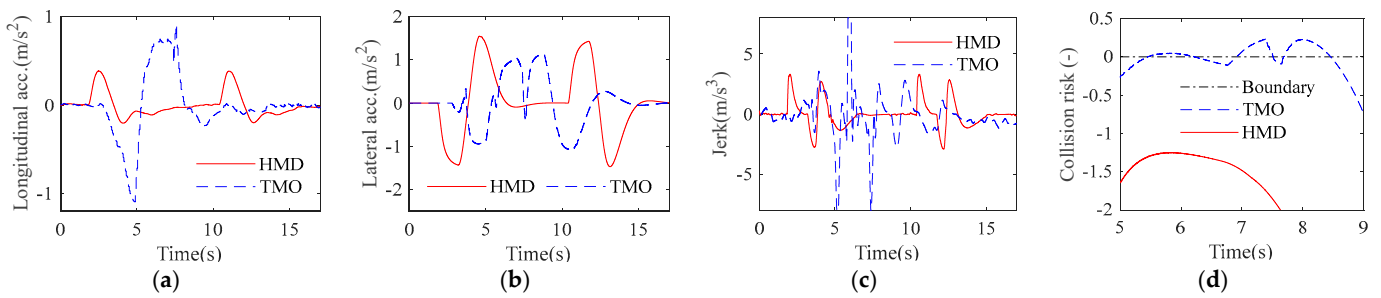 Longitudinal acc.(m/s²)
1
0
-1
HMD
TMO
0
5
10
15
Time(s)
(a)
Lateral acc.(m/s²)
2
1
0
-1
-2
HMD
TMO
0
5
10
15
Time(s)
(b)
Jerk(m/s³)
5
0
-5
HMD
TMO
0
5
10
15
Time(s)
(c)
Collision risk (-)
0.5
0
-0.5
-1
-1.5
-2
Boundary
TMO
HMD
5
6
7
8
9
Time(s)
(d)